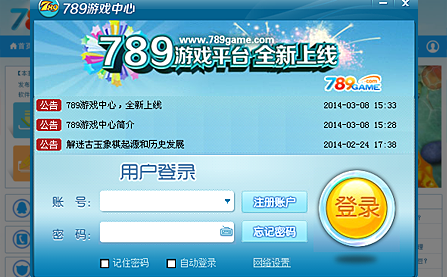 789游戏中心
www.789game.com
789游戏平台 全新上线
789GAME.com
公告 789游戏中心，全新上线 2014-03-08 15:33
公告 789游戏中心简介 2014-03-08 15:28
公告 解迷古玉象棋起源和历史发展 2014-02-24 17:38
用户登录
账 号: 注册账户
密 码: 忘记密码
登录
记住密码 自动登录 网络设置